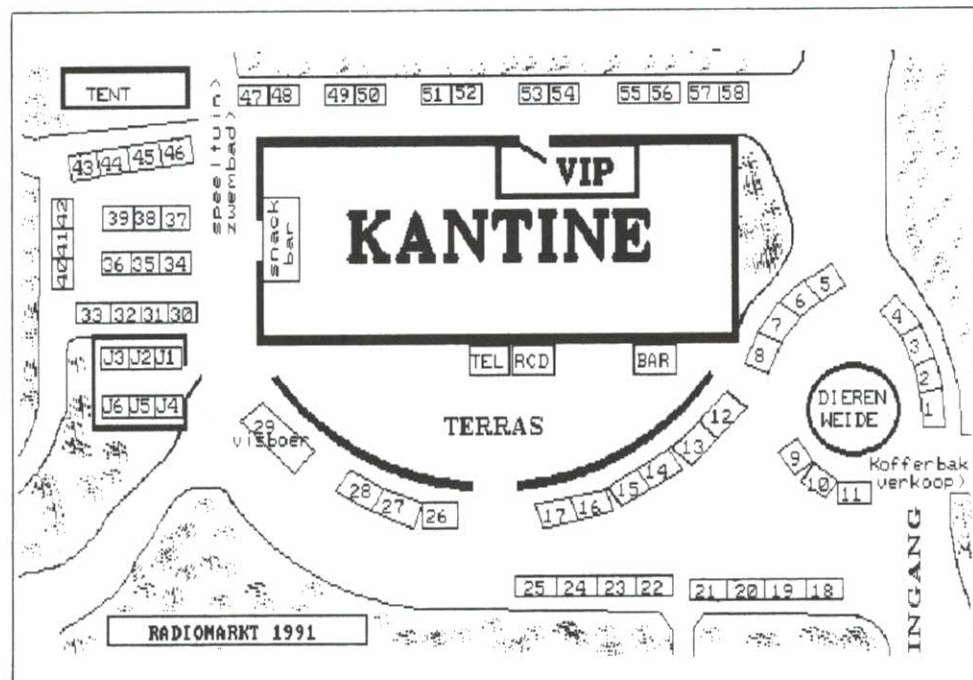 TENT
speeltuin>
zwembad>
47 48 49 50 51 52 53 54 55 56 57 58
43 44 45 46
VIP
42
41
40
39 38 37
snack
bar
KANTINE
36 35 34
33 32 31 30
5
6
7
8
4
3
2
1
J3 J2 J1
TEL RCD BAR
J6 J5 J4
DIEREN
WEIDE
TERRAS
12
13
14
15
16
17
29
visboer
28
27
26
9
10
11
Kofferbak
verkoop)
INGANG
25 24 23 22 21 20 19 18
RADIOMARKT 1991